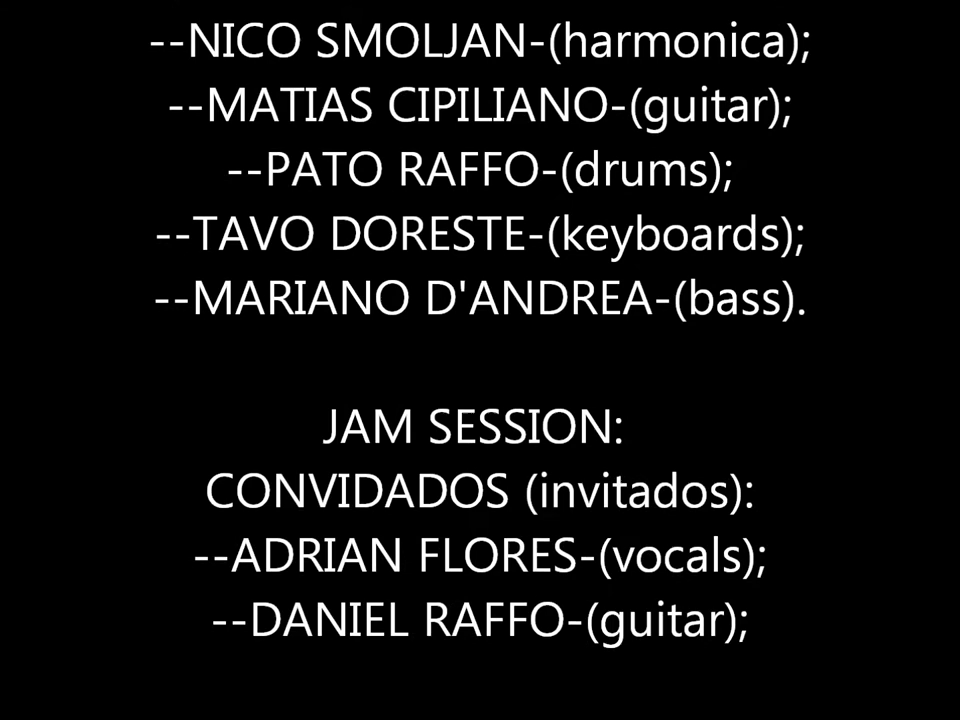 --NICO SMOLJAN-(harmonica);
--MATIAS CIPILIANO-(guitar);
--PATO RAFFO-(drums);
--TAVO DORESTE-(keyboards);
--MARIANO D'ANDREA-(bass).
JAM SESSION:
CONVIDADOS (invitados):
--ADRIAN FLORES-(vocals);
--DANIEL RAFFO-(guitar);